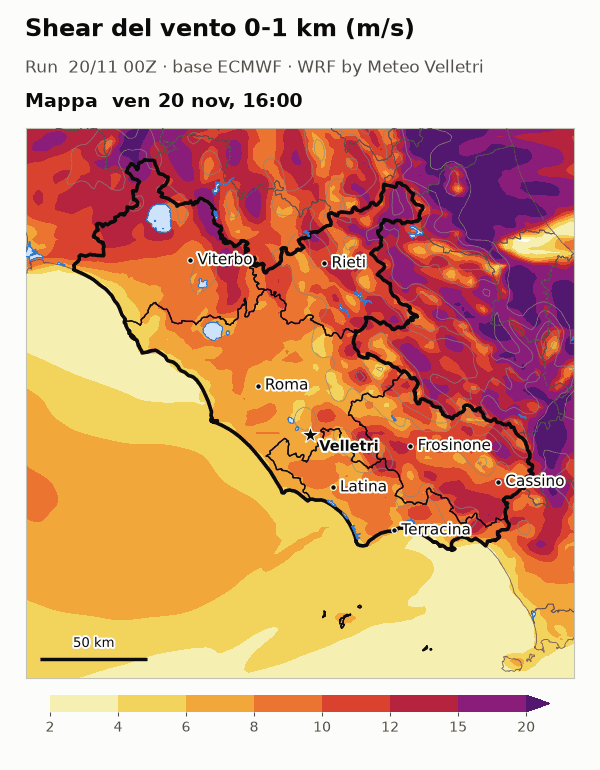 Shear del vento 0-1 km (m/s)
Run  20/11 00Z · base ECMWF · WRF by Meteo Velletri
Mappa  ven 20 nov, 16:00
Viterbo
Rieti
Roma
Velletri
Frosinone
Cassino
Latina
Terracina
50 km
2 4 6 8 10 12 15 20